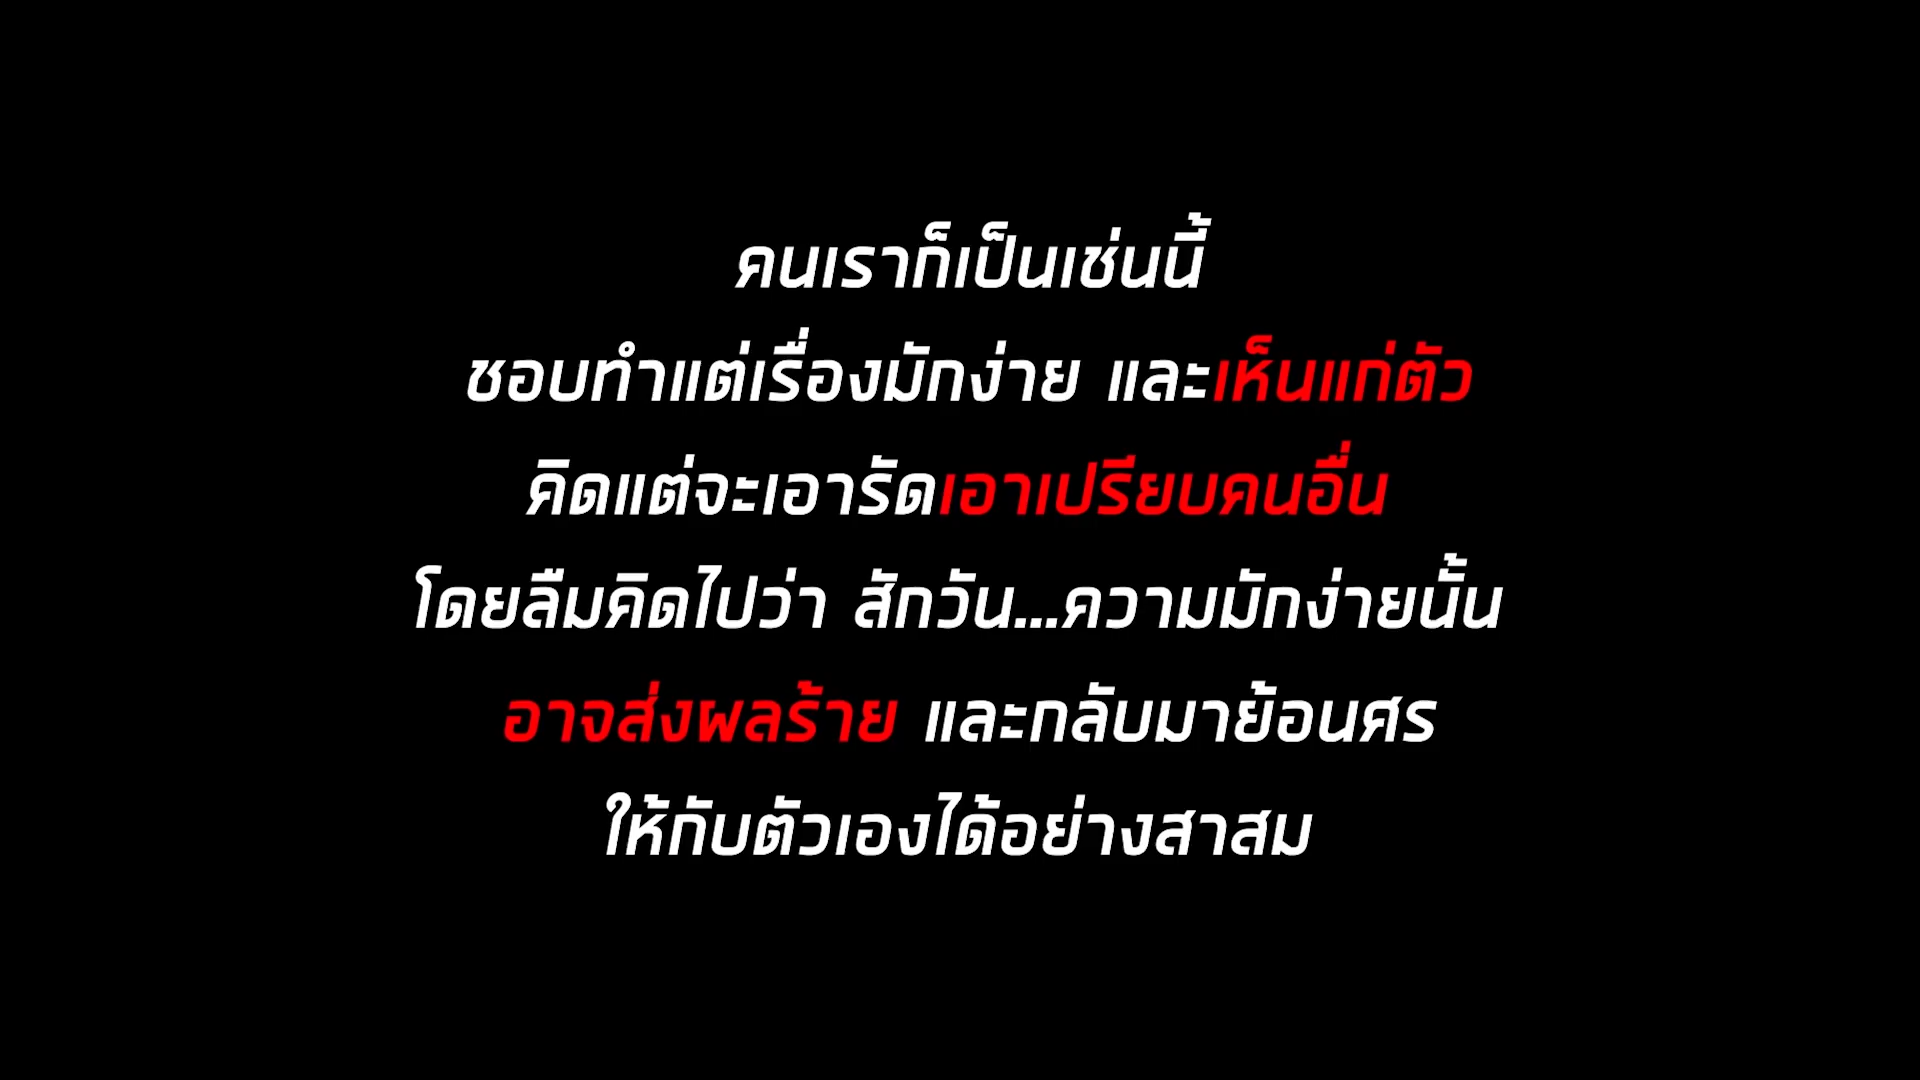 คนเราก็เป็นเช่นนี้
ชอบทำแต่เรื่องมักง่าย และเห็นแก่ตัว
คิดแต่จะเอารัดเอาเปรียบคนอื่น
โดยลืมคิดไปว่า สักวัน...ความมักง่ายนั้น
อาจส่งผลร้าย และกลับมาย้อนศร
ให้กับตัวเองได้อย่างสาสม